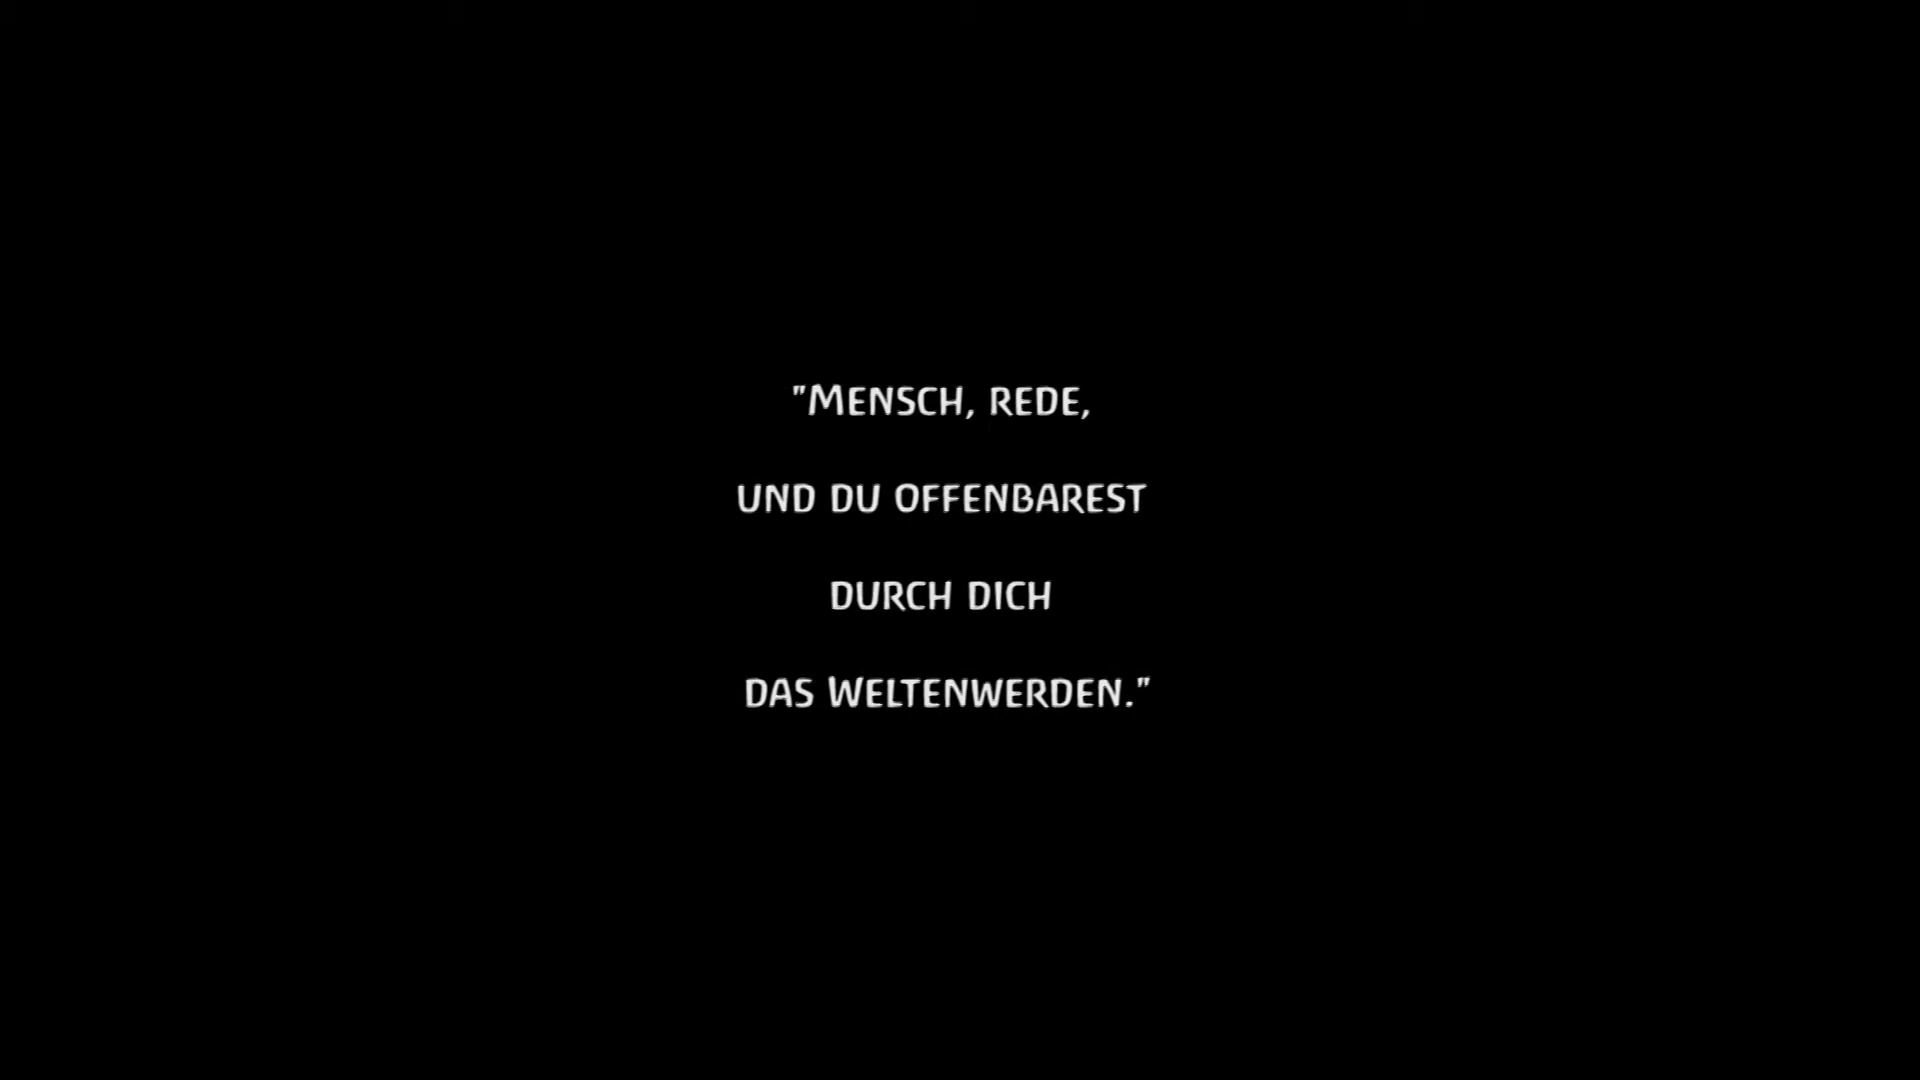 "Mensch, rede,
und du offenbarest
durch dich
das Weltenwerden."